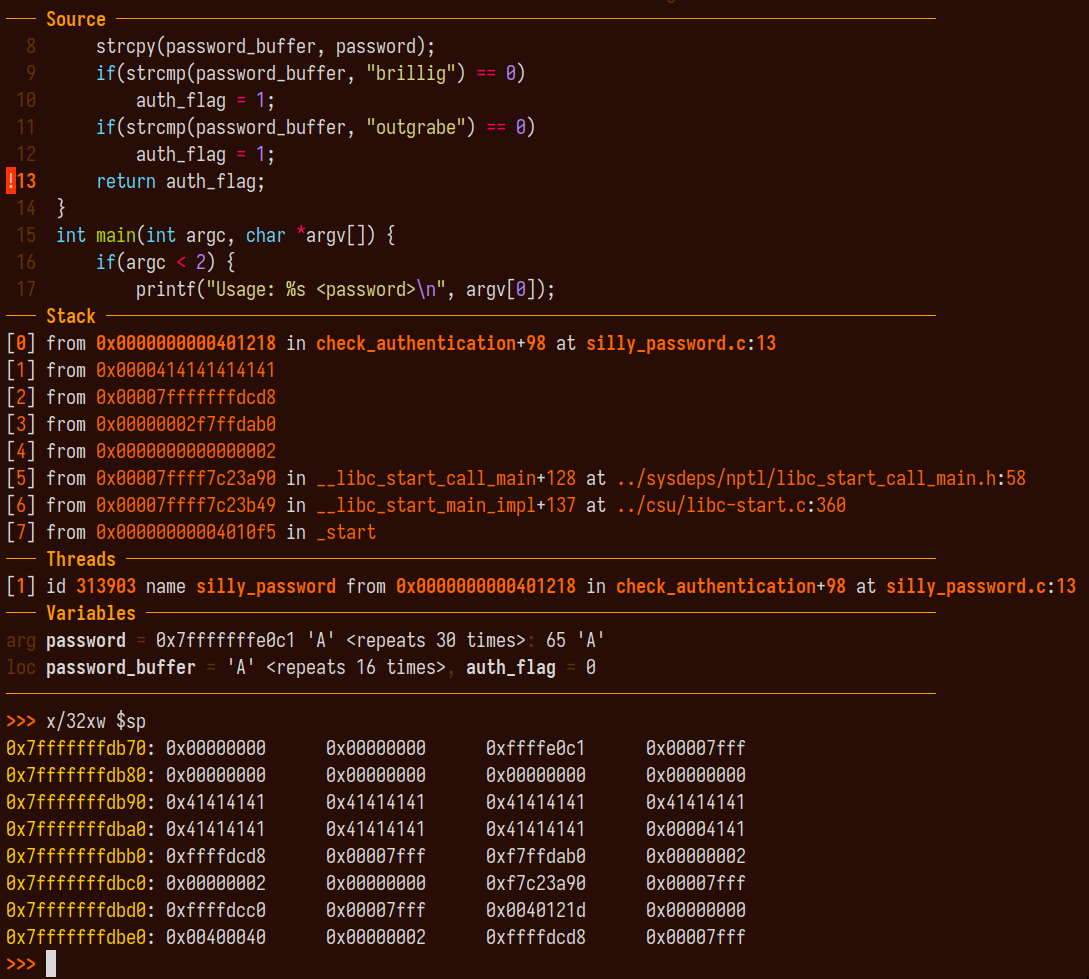 Source
8 strcpy(password_buffer, password);
9 if(strcmp(password_buffer, "brillig") == 0)
10 auth_flag = 1;
11 if(strcmp(password_buffer, "outgrabe") == 0)
12 auth_flag = 1;
!13 return auth_flag;
14 }
15 int main(int argc, char *argv[]) {
16 if(argc < 2) {
17 printf("Usage: %s <password>\n", argv[0]);
Stack
[0] from 0x0000000000401218 in check_authentication+98 at silly_password.c:13
[1] from 0x0000414141414141
[2] from 0x00007fffffffdcd8
[3] from 0x00000002f7ffdab0
[4] from 0x0000000000000002
[5] from 0x00007ffff7c23a90 in __libc_start_call_main+128 at ../sysdeps/nptl/libc_start_call_main.h:58
[6] from 0x00007ffff7c23b49 in __libc_start_main_impl+137 at ../csu/libc-start.c:360
[7] from 0x00000000004010f5 in _start
Threads
[1] id 313903 name silly_password from 0x0000000000401218 in check_authentication+98 at silly_password.c:13
Variables
arg password = 0x7fffffffe0c1 'A' <repeats 30 times>: 65 'A'
loc password_buffer = 'A' <repeats 16 times>, auth_flag = 0
>>> x/32xw $sp
0x7fffffffdb70: 0x00000000 0x00000000 0xffffe0c1 0x00007fff
0x7fffffffdb80: 0x00000000 0x00000000 0x00000000 0x00000000
0x7fffffffdb90: 0x41414141 0x41414141 0x41414141 0x41414141
0x7fffffffdba0: 0x41414141 0x41414141 0x41414141 0x00004141
0x7fffffffdbb0: 0xffffdcd8 0x00007fff 0xf7ffdab0 0x00000002
0x7fffffffdbc0: 0x00000002 0x00000000 0xf7c23a90 0x00007fff
0x7fffffffdbd0: 0xffffdcc0 0x00007fff 0x0040121d 0x00000000
0x7fffffffdbe0: 0x00400040 0x00000002 0xffffdcd8 0x00007fff
>>>